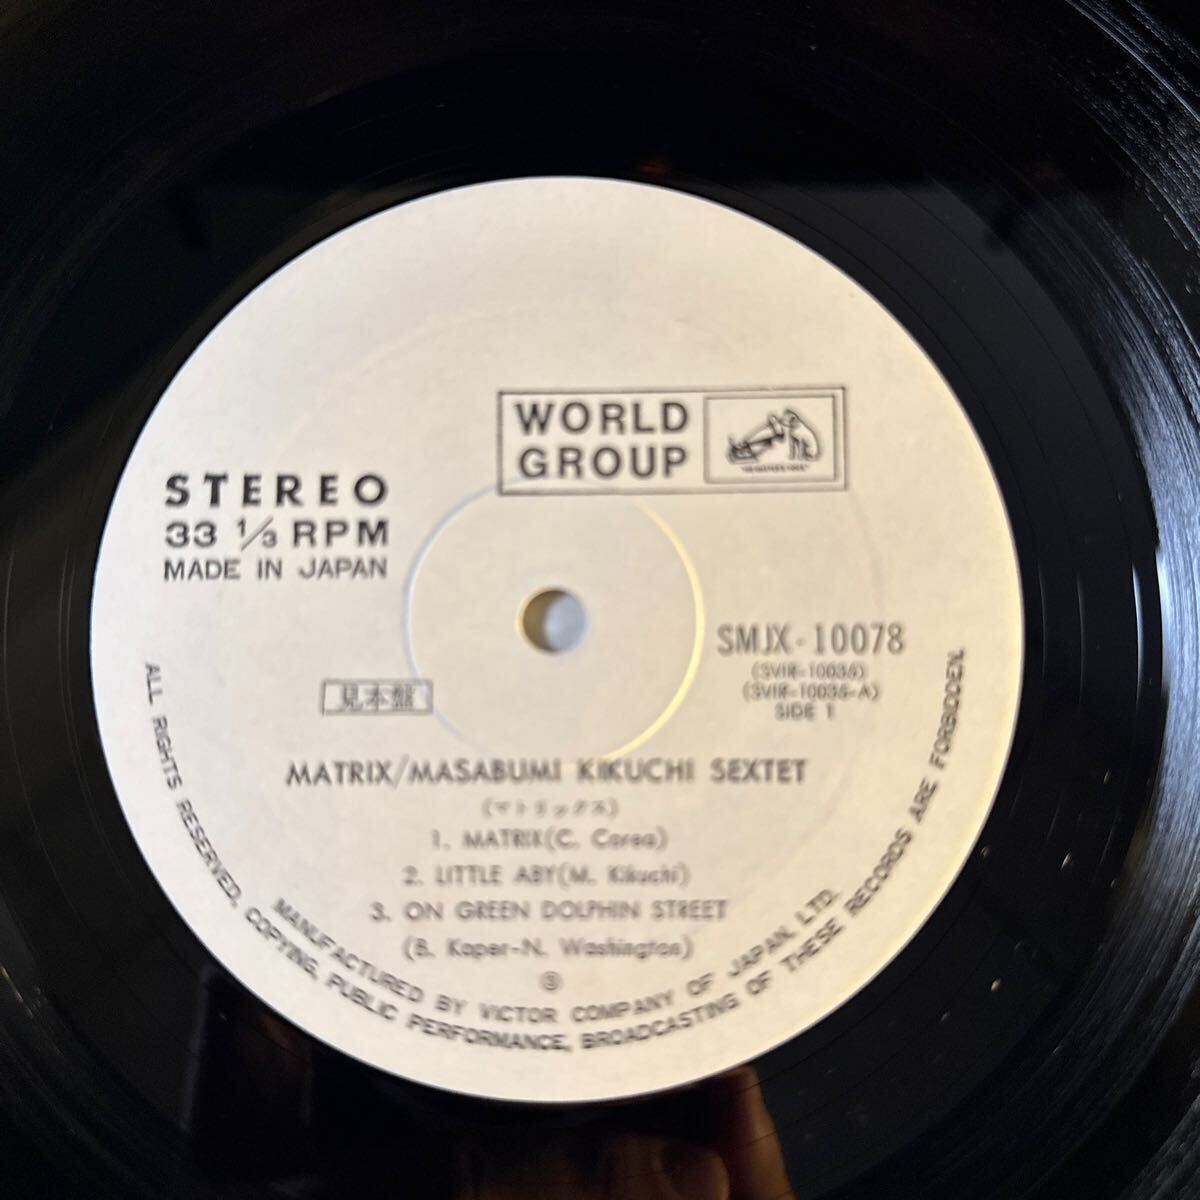 WORLD
GROUP
STEREO
33 1/3 RPM
MADE IN JAPAN
SMJX-10078
(SVIR-10035)
(SVIR-10035-A)
SIDE 1
見本盤
MATRIX/MASABUMI KIKUCHI SEXTET
(マトリックス)
1. MATRIX(C. Corea)
2. LITTLE ABY(M. Kikuchi)
3. ON GREEN DOLPHIN STREET
(B. Kaper-N. Washington)
MANUFACTURED BY VICTOR COMPANY OF JAPAN, LTD.
ALL RIGHTS RESERVED, COPYING, PUBLIC PERFORMANCE, BROADCASTING OF THESE RECORDS ARE FORBIDDEN.